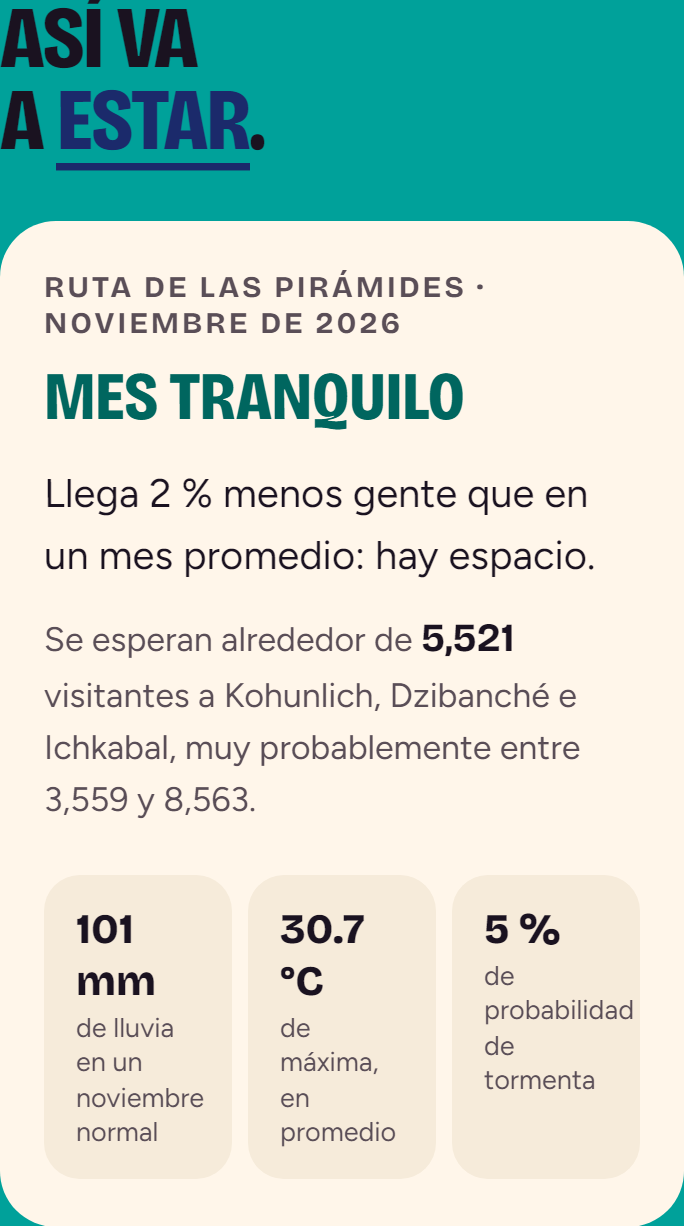 ASÍ VA
A ESTAR.
RUTA DE LAS PIRÁMIDES ·
NOVIEMBRE DE 2026
MES TRANQUILO
Llega 2 % menos gente que en
un mes promedio: hay espacio.
Se esperan alrededor de 5,521
visitantes a Kohunlich, Dzibanché e
Ichkabal, muy probablemente entre
3,559 y 8,563.
101
mm
de lluvia
en un
noviembre
normal
30.7
°C
de
máxima,
en
promedio
5 %
de
probabilidad
de
tormenta